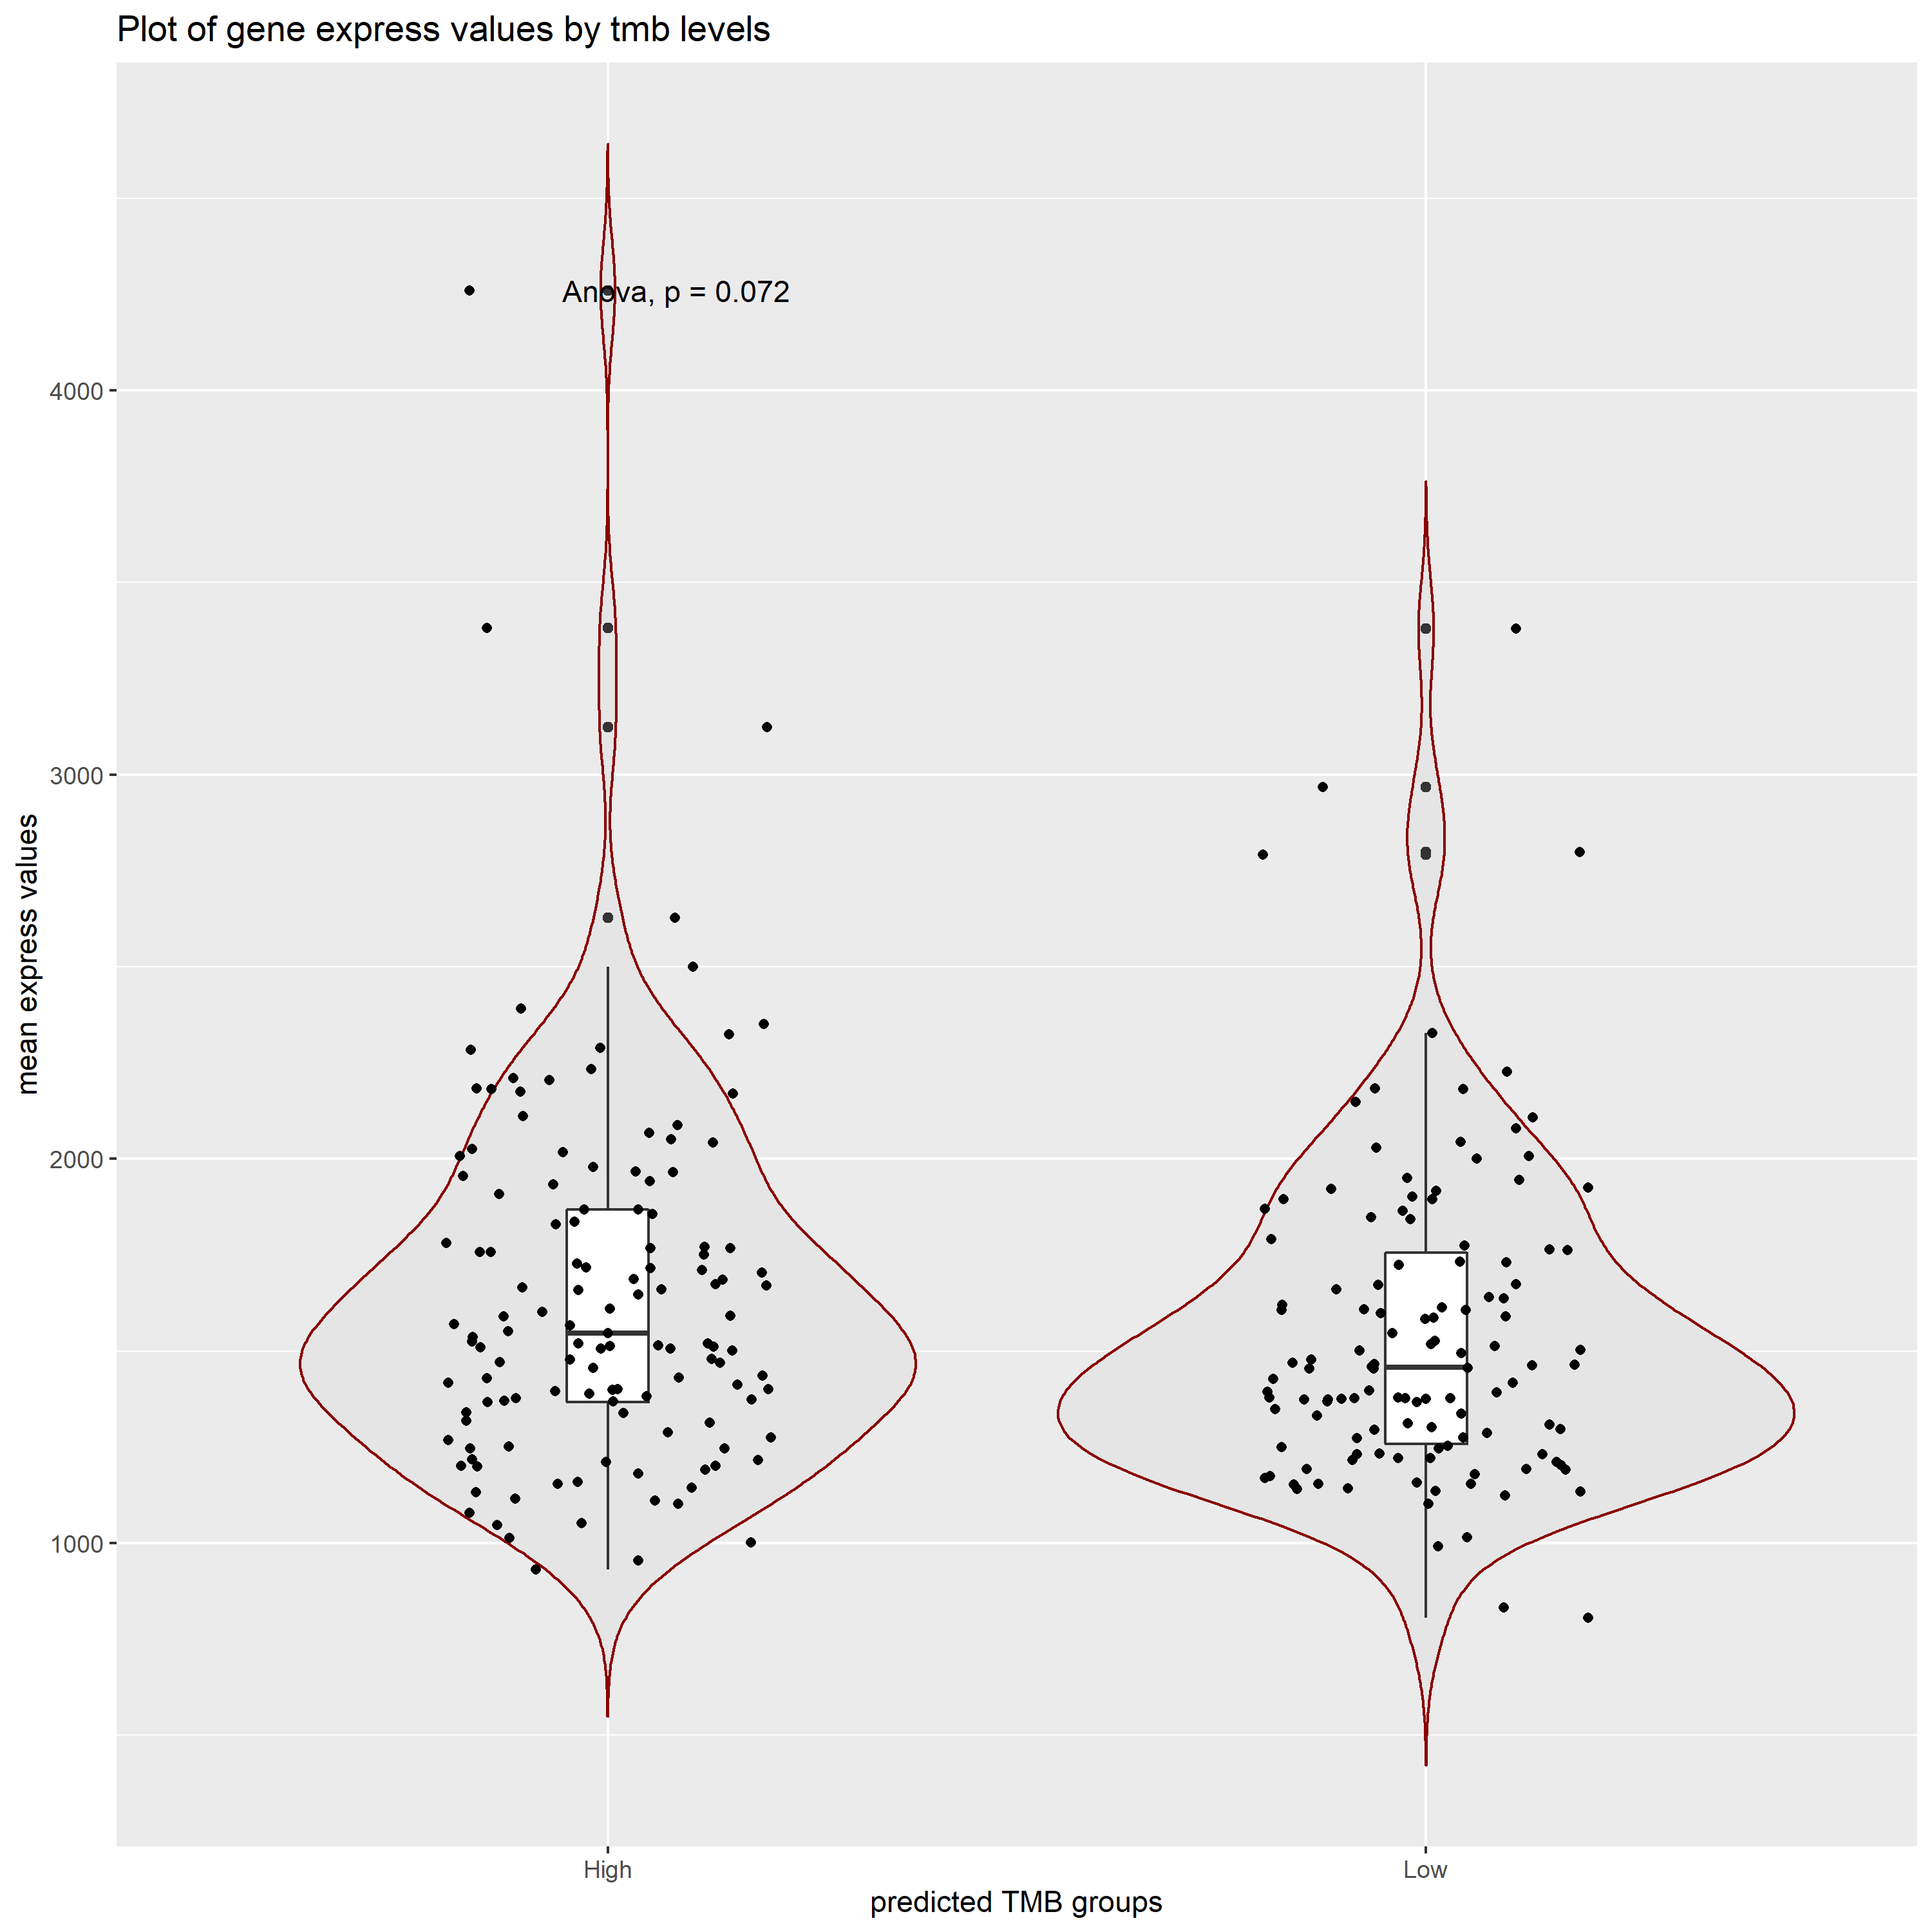 Plot of gene express values by tmb levels
Anova, p = 0.072
4000
3000
2000
1000
mean express values
High
Low
predicted TMB groups